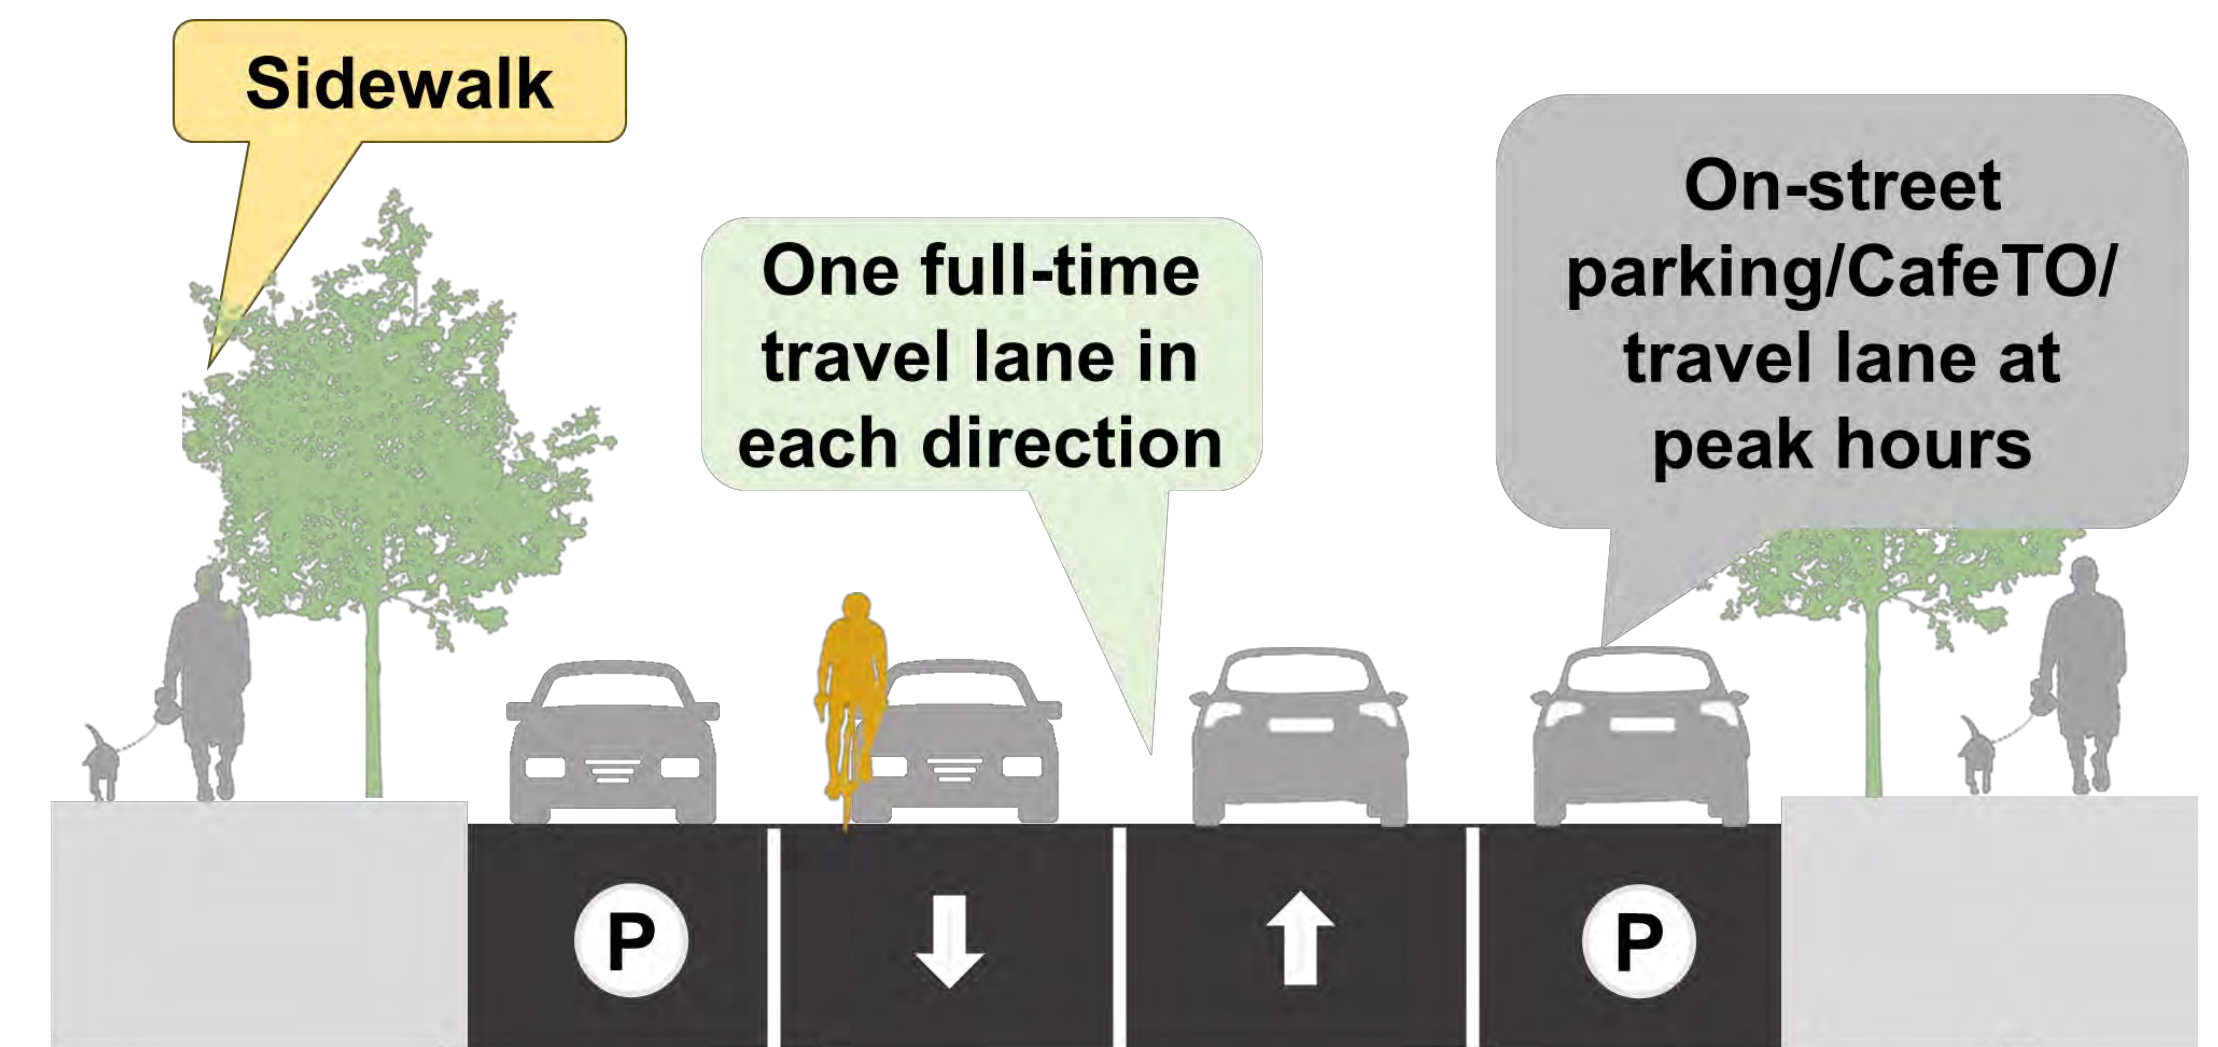 Sidewalk
One full-time
travel lane in
each direction
On-street
parking/CafeTO/
travel lane at
peak hours
P
P